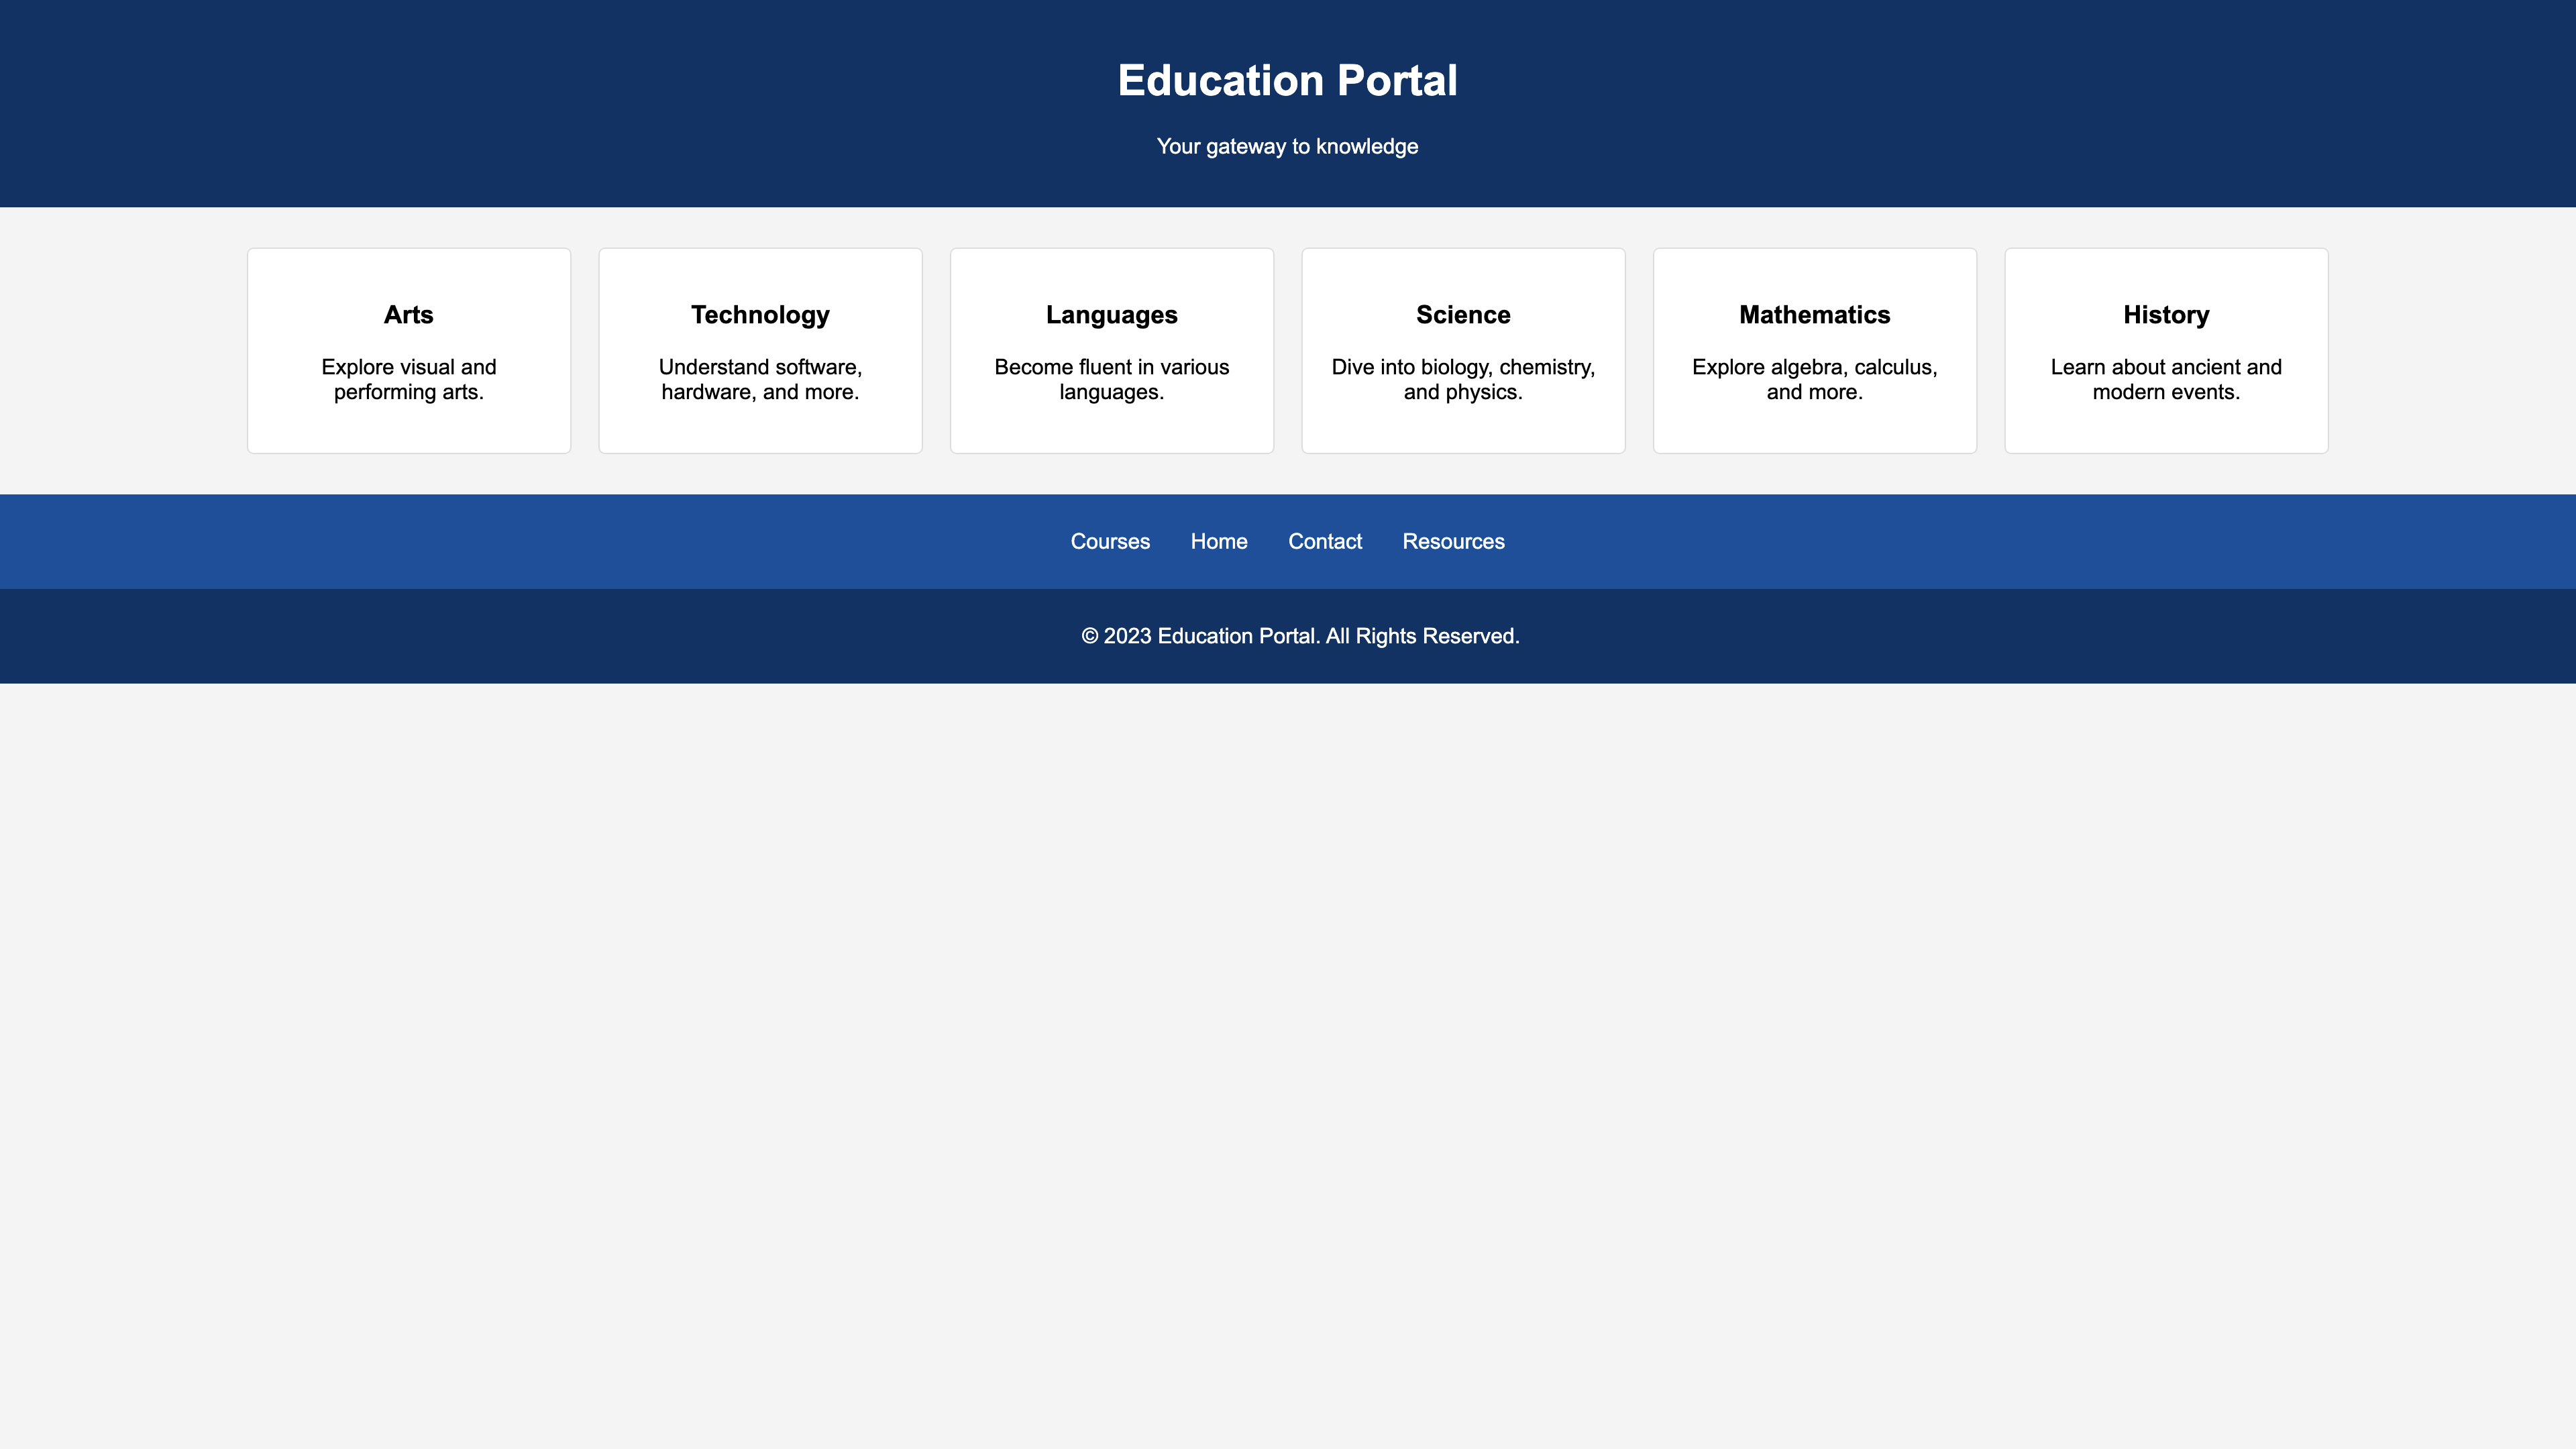 Education Portal
Your gateway to knowledge
Arts
Explore visual and
performing arts.
Technology
Understand software,
hardware, and more.
Languages
Become fluent in various
languages.
Science
Dive into biology, chemistry,
and physics.
Mathematics
Explore algebra, calculus,
and more.
History
Learn about ancient and
modern events.
Courses Home Contact Resources
© 2023 Education Portal. All Rights Reserved.